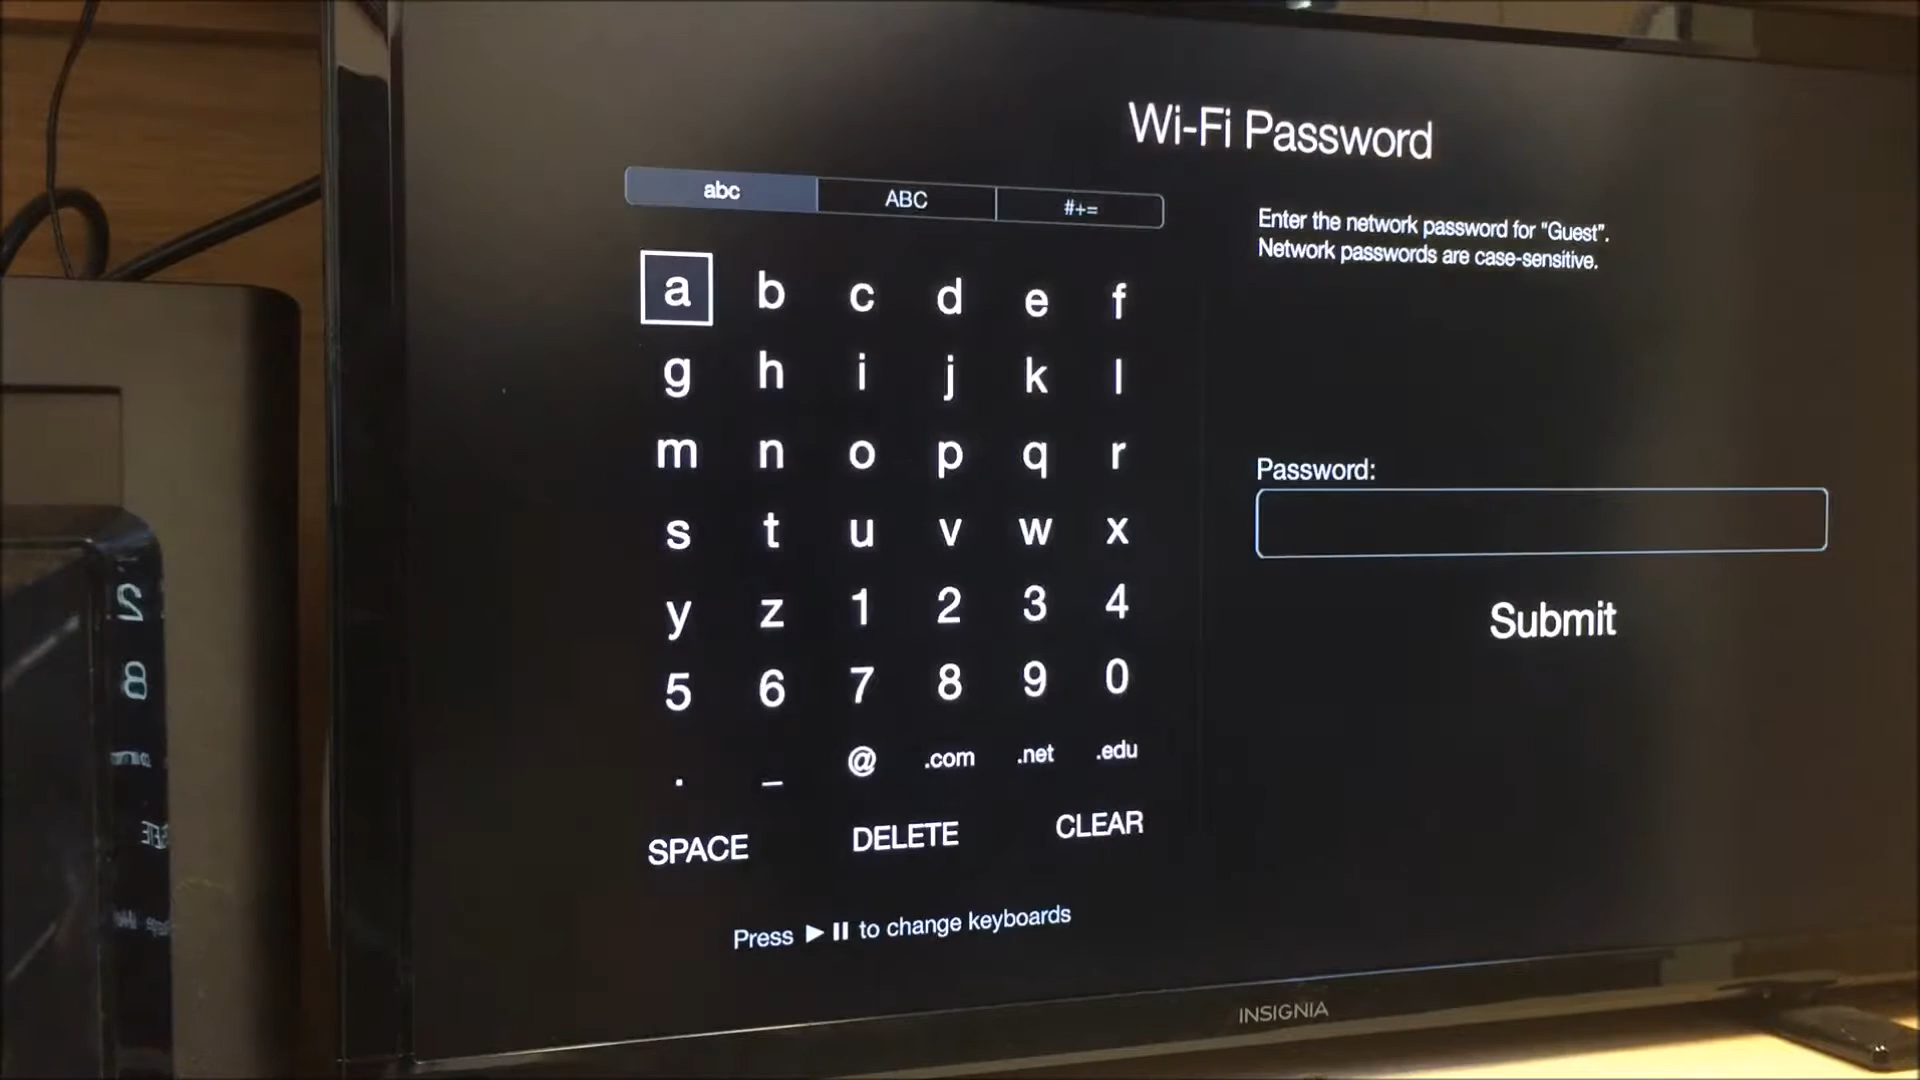 Wi-Fi Password
abc ABC #+=
Enter the network password for “Guest”.
Network passwords are case-sensitive.
a b c d e f
g h i j k l
m n o p q r
s t u v w x
y z 1 2 3 4
5 6 7 8 9 0
. _ @ .com .net .edu
SPACE DELETE CLEAR
Press ▶⏸ to change keyboards
Password:
Submit
INSIGNIA
2
8